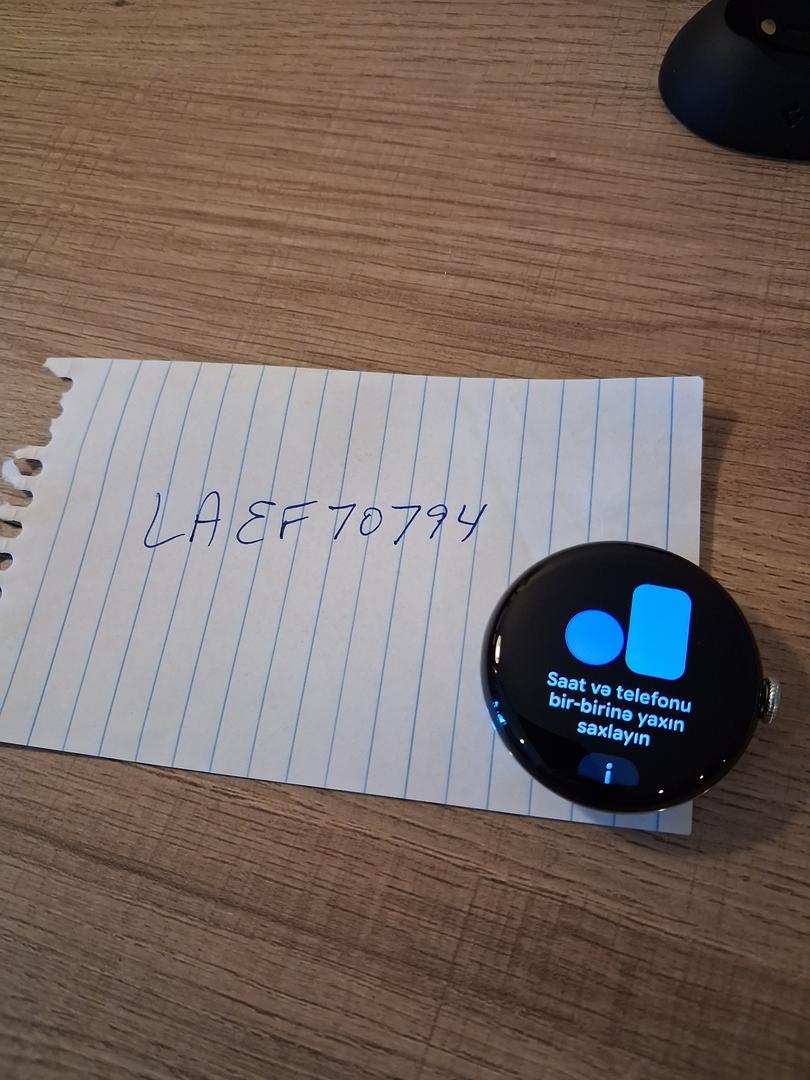 LAEF70794
Saat və telefonu
bir-birinə yaxın
saxlayın
i